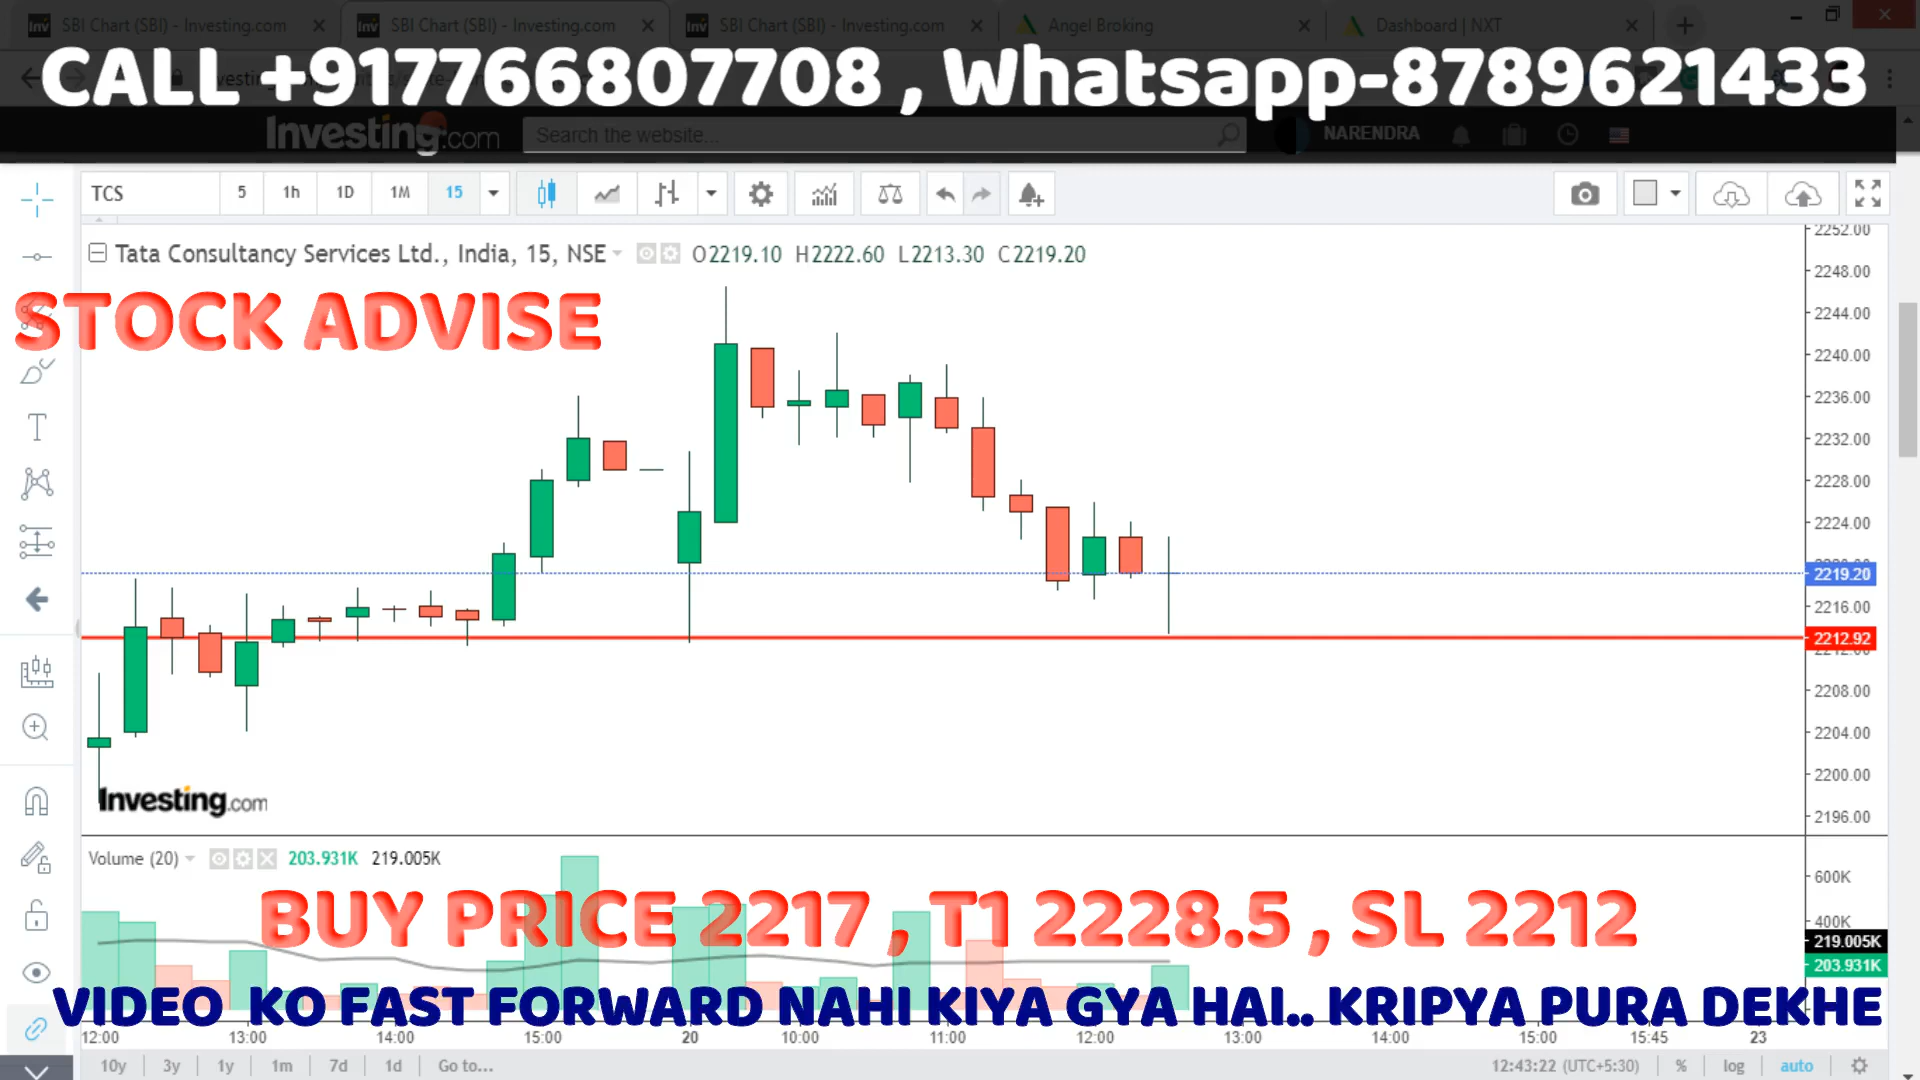 SBI Chart (SBI) - Investing.com
SBI Chart (SBI) - Investing.com
SBI Chart (SBI) - Investing.com
Angel Broking
Dashboard | NXT
CALL +917766807708 , Whatsapp-8789621433
Investing.com
Search the website...
NARENDRA
TCS
5
1h
1D
1M
15
Tata Consultancy Services Ltd., India, 15, NSE
O2219.10 H2222.60 L2213.30 C2219.20
STOCK ADVISE
2252.00
2248.00
2244.00
2240.00
2236.00
2232.00
2228.00
2224.00
2219.20
2216.00
2212.92
2208.00
2204.00
2200.00
2196.00
Investing.com
Volume (20)
203.931K 219.005K
600K
400K
219.005K
203.931K
BUY PRICE 2217 , T1 2228.5 , SL 2212
VIDEO KO FAST FORWARD NAHI KIYA GYA HAI.. KRIPYA PURA DEKHE
12:00 13:00 14:00 15:00 20 10:00 11:00 12:00 13:00 14:00 15:00 15:45 23
10y 3y 1y 1m 7d 1d Go to...
12:43:22 (UTC+5:30) % log auto